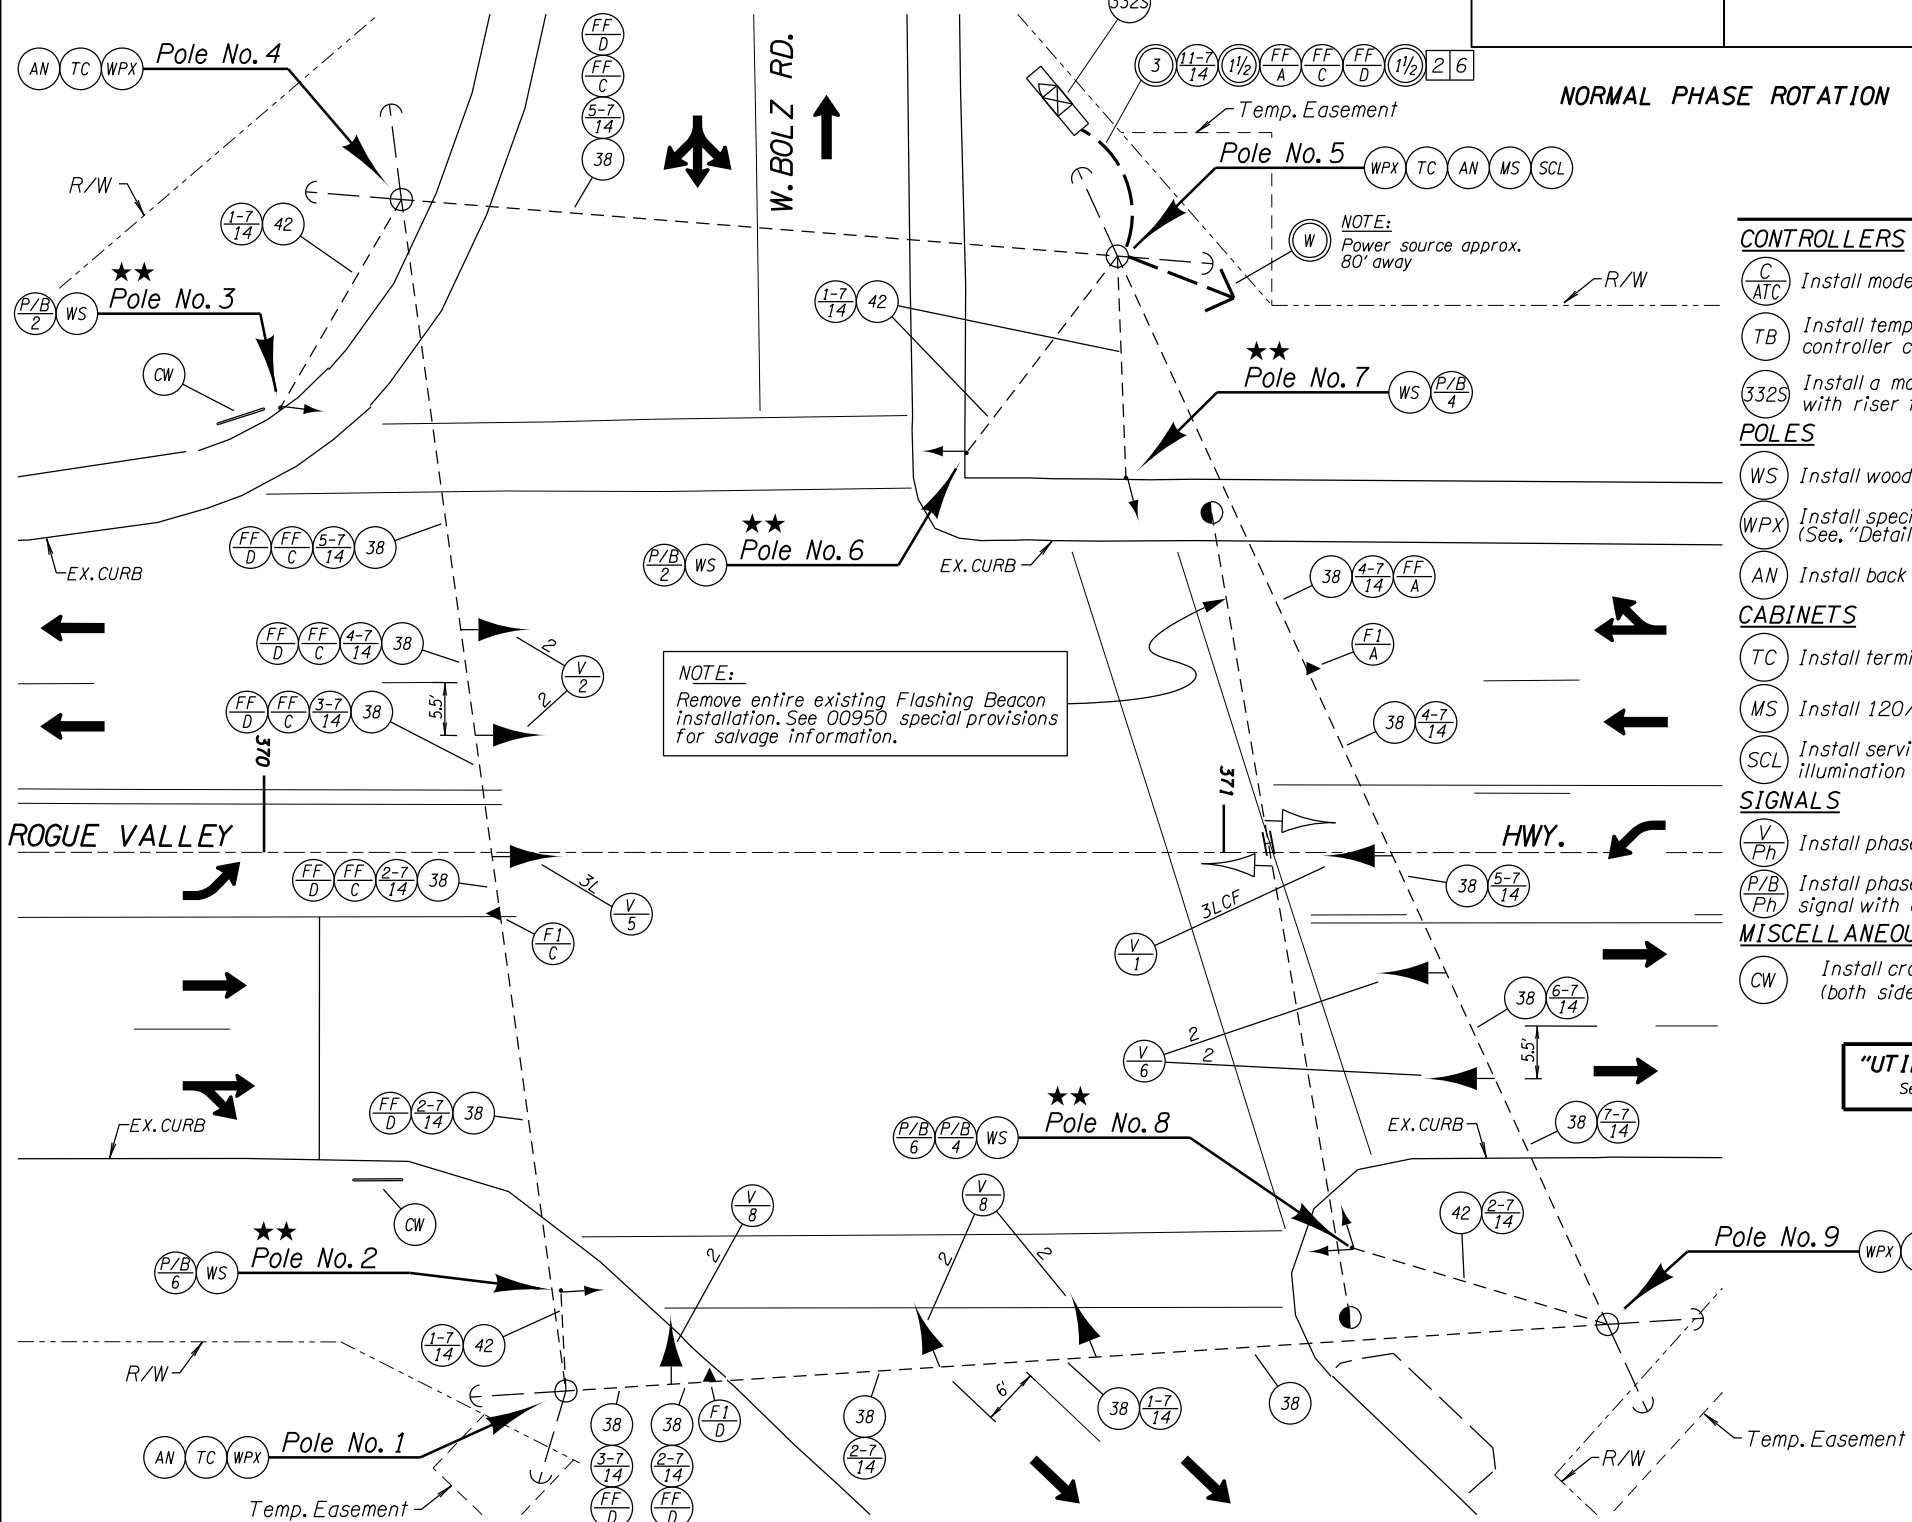 332S
AN TC WPX Pole No. 4
FF/D
FF/C
5-7/14
38
W. BOLZ RD.
3 11-7/14 1½ FF/A FF/C FF/D 1½ 2 6
NORMAL PHASE ROTATION
Temp. Easement
Pole No. 5 WPX TC AN MS SCL
R/W
1-7/14 42
W NOTE:
Power source approx.
80' away
★★
P/B/2 WS Pole No. 3
CW
1-7/14 42
R/W
★★
Pole No. 7 WS P/B/4
CONTROLLERS
C/ATC Install mode
TB Install temp
controller c
332S Install a mo
with riser
POLES
WS Install wood
WPX Install speci
(See, "Detail
AN Install back
CABINETS
TC Install termi
MS Install 120/
SCL Install servi
illumination
SIGNALS
V/Ph Install phase
P/B/Ph Install phase
signal with
MISCELLANEOU
CW Install cro
(both side
"UTI
Se
FF/D FF/C 5-7/14 38
EX. CURB
★★
P/B/2 WS Pole No. 6
EX. CURB
38 4-7/14 FF/A
FF/D FF/C 4-7/14 38
2
V/2
2
F1/A
FF/D FF/C 3-7/14 38
5.5'
NOTE:
Remove entire existing Flashing Beacon
installation. See 00950 special provisions
for salvage information.
38 4-7/14
370
371
ROGUE VALLEY
HWY.
FF/D FF/C 2-7/14 38
3L
V/5
38 5-7/14
3LCF
F1/C
V/1
38 6-7/14
2
V/6
2
5.5'
FF/D 2-7/14 38
EX. CURB
★★
P/B/6 P/B/4 WS Pole No. 8
EX. CURB
38 7-7/14
CW
V/8
V/8
42 2-7/14
★★
P/B/6 WS Pole No. 2
2
2
2
Pole No. 9 WPX
1-7/14 42
R/W
6'
38
3-7/14
FF/D
38
2-7/14
FF/D
F1/D
38
2-7/14
38 1-7/14
38
AN TC WPX Pole No. 1
Temp. Easement
R/W
Temp. Easement